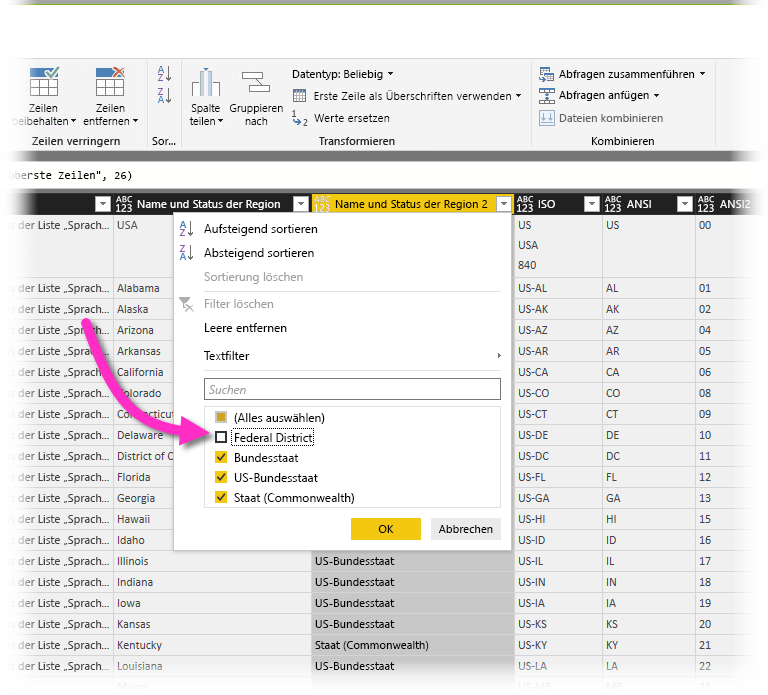 Zeilen
beibehalten
Zeilen
entfernen
Zeilen verringern
Sor...
Spalte
teilen
Gruppieren
nach
Datentyp: Beliebig
Erste Zeile als Überschriften verwenden
Werte ersetzen
Transformieren
Abfragen zusammenführen
Abfragen anfügen
Dateien kombinieren
Kombinieren
oberste Zeilen", 26)
ABC 123 Name und Status der Region
ABC 123 Name und Status der Region 2
ABC 123 ISO
ABC 123 ANSI
ABC 123 ANSI2
der Liste „Sprach... USA US US 00
USA
840
der Liste „Sprach... Alabama US-AL AL 01
der Liste „Sprach... Alaska US-AK AK 02
der Liste „Sprach... Arizona US-AZ AZ 04
der Liste „Sprach... Arkansas US-AR AR 05
der Liste „Sprach... California US-CA CA 06
der Liste „Sprach... Colorado US-CO CO 08
der Liste „Sprach... Connecticut US-CT CT 09
der Liste „Sprach... Delaware US-DE DE 10
der Liste „Sprach... District of C US-DC DC 11
der Liste „Sprach... Florida US-FL FL 12
der Liste „Sprach... Georgia US-GA GA 13
der Liste „Sprach... Hawaii US-HI HI 15
der Liste „Sprach... Idaho US-ID ID 16
der Liste „Sprach... Illinois US-Bundesstaat US-IL IL 17
der Liste „Sprach... Indiana US-Bundesstaat US-IN IN 18
der Liste „Sprach... Iowa US-Bundesstaat US-IA IA 19
der Liste „Sprach... Kansas US-Bundesstaat US-KS KS 20
der Liste „Sprach... Kentucky Staat (Commonwealth) US-KY KY 21
der Liste „Sprach... Louisiana US-Bundesstaat US-LA LA 22
Aufsteigend sortieren
Absteigend sortieren
Sortierung löschen
Filter löschen
Leere entfernen
Textfilter
Suchen
(Alles auswählen)
Federal District
Bundesstaat
US-Bundesstaat
Staat (Commonwealth)
OK
Abbrechen